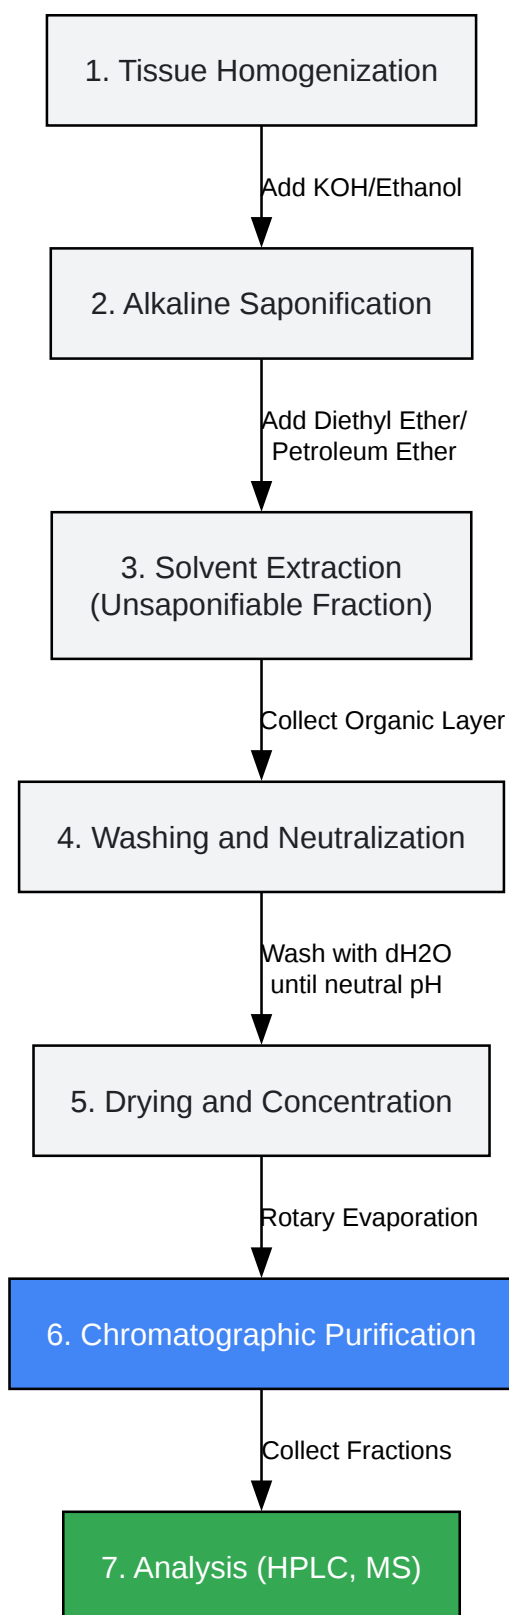 1. Tissue Homogenization
Add KOH/Ethanol
2. Alkaline Saponification
Add Diethyl Ether/
Petroleum Ether
3. Solvent Extraction
(Unsaponifiable Fraction)
Collect Organic Layer
4. Washing and Neutralization
Wash with dH2O
until neutral pH
5. Drying and Concentration
Rotary Evaporation
6. Chromatographic Purification
Collect Fractions
7. Analysis (HPLC, MS)